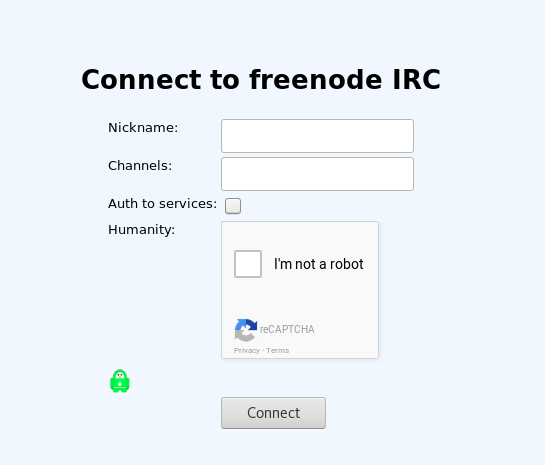 Connect to freenode IRC
Nickname:
Channels:
Auth to services:
Humanity:
I'm not a robot
reCAPTCHA
Privacy - Terms
Connect